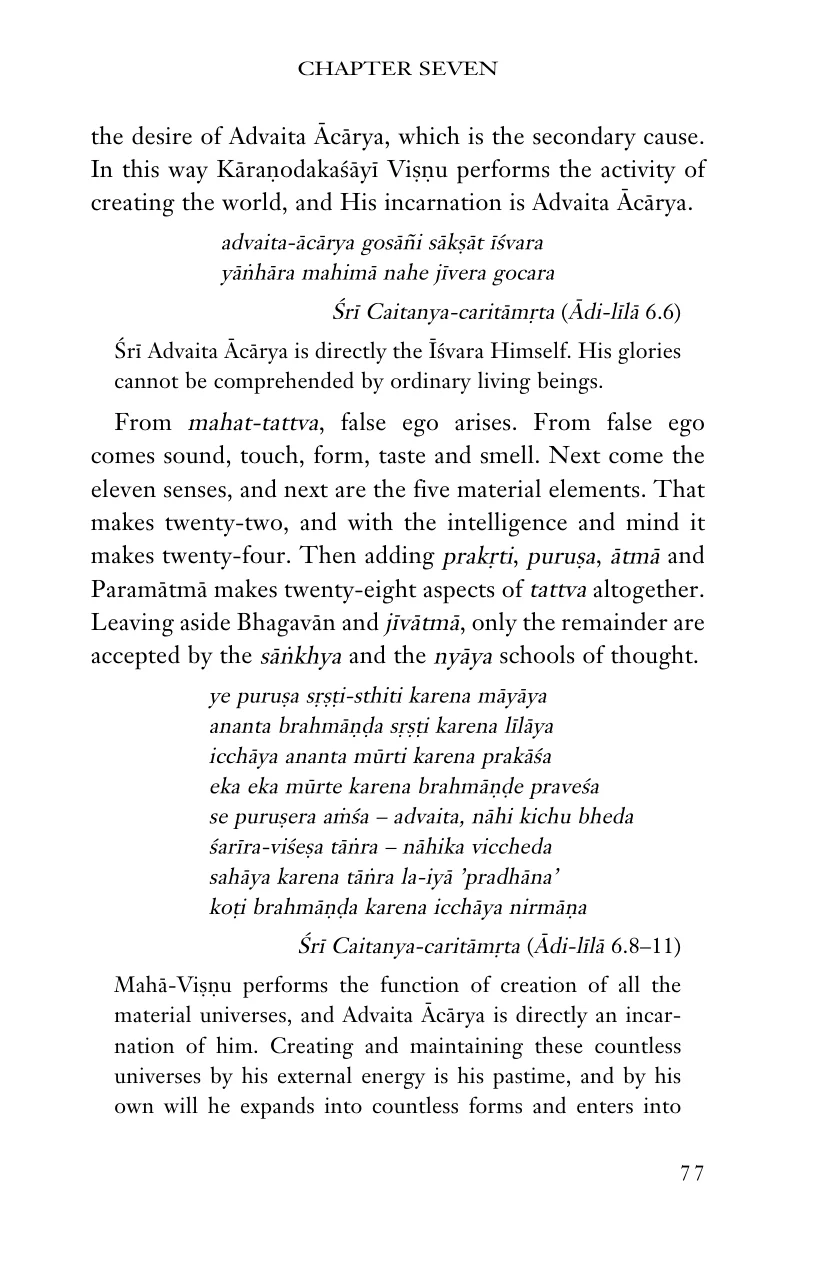 CHAPTER SEVEN
the desire of Advaita Ācārya, which is the secondary cause.
In this way Kāraṇodakaśāyī Viṣṇu performs the activity of
creating the world, and His incarnation is Advaita Ācārya.
advaita-ācārya gosāñi sākṣāt īśvara
yāṅhāra mahimā nahe jīvera gocara
Śrī Caitanya-caritāmṛta (Ādi-līlā 6.6)
Śrī Advaita Ācārya is directly the Īśvara Himself. His glories
cannot be comprehended by ordinary living beings.
From mahat-tattva, false ego arises. From false ego
comes sound, touch, form, taste and smell. Next come the
eleven senses, and next are the five material elements. That
makes twenty-two, and with the intelligence and mind it
makes twenty-four. Then adding prakṛti, puruṣa, ātmā and
Paramātmā makes twenty-eight aspects of tattva altogether.
Leaving aside Bhagavān and jīvātmā, only the remainder are
accepted by the sāṅkhya and the nyāya schools of thought.
ye puruṣa sṛṣṭi-sthiti karena māyāya
ananta brahmāṇḍa sṛṣṭi karena līlāya
icchāya ananta mūrti karena prakāśa
eka eka mūrte karena brahmāṇḍe praveśa
se puruṣera aṁśa – advaita, nāhi kichu bheda
śarīra-viśeṣa tāṅra – nāhika viccheda
sahāya karena tāṅra la-iyā ’pradhāna’
koṭi brahmāṇḍa karena icchāya nirmāṇa
Śrī Caitanya-caritāmṛta (Ādi-līlā 6.8–11)
Mahā-Viṣṇu performs the function of creation of all the
material universes, and Advaita Ācārya is directly an incar-
nation of him. Creating and maintaining these countless
universes by his external energy is his pastime, and by his
own will he expands into countless forms and enters into
77